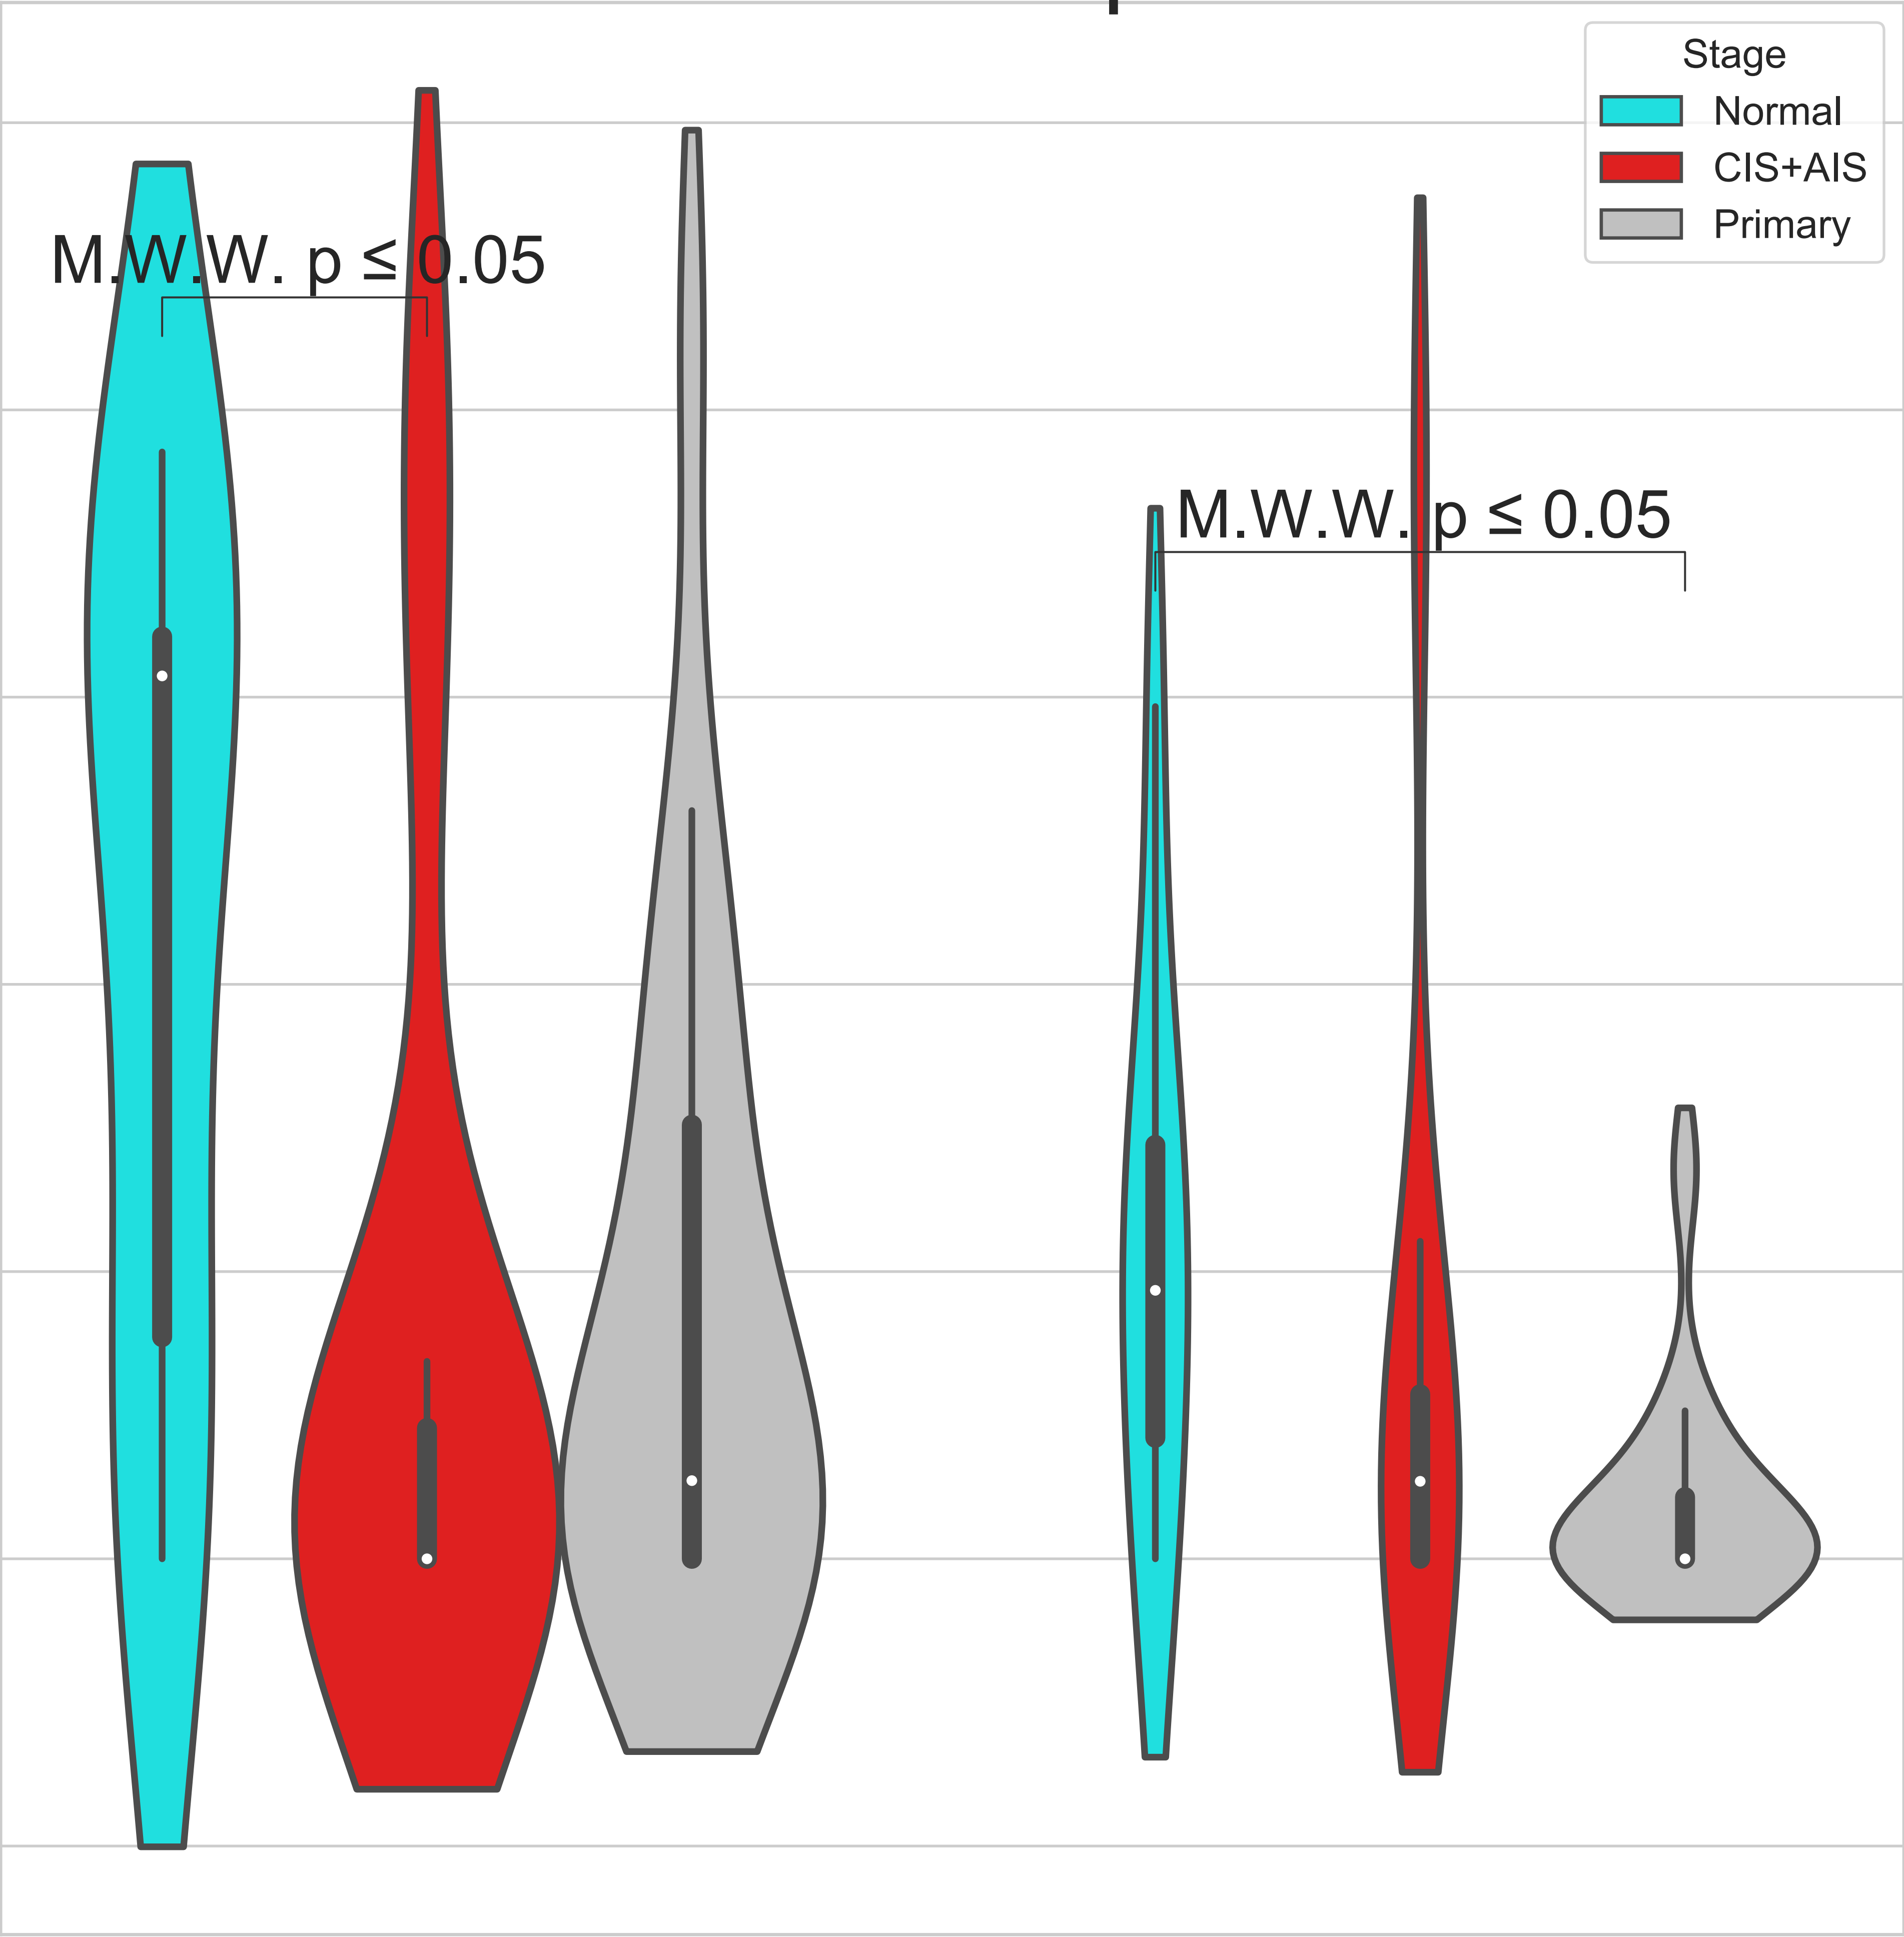 Stage
Normal
CIS+AIS
Primary
M.W.W. p ≤ 0.05
M.W.W. p ≤ 0.05